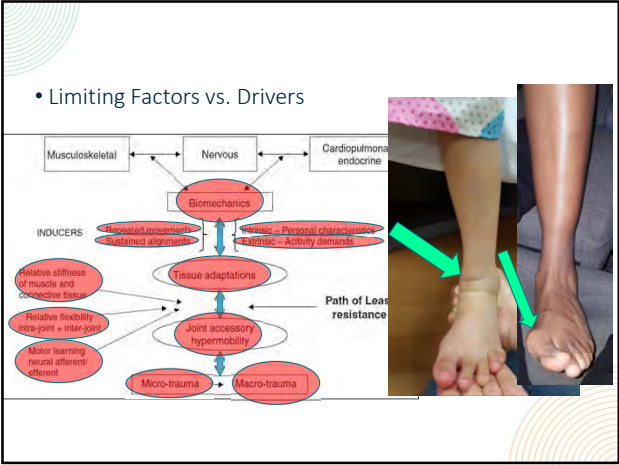 • Limiting Factors vs. Drivers
Musculoskeletal
Nervous
Cardiopulmona
endocrine
Biomechanics
INDUCERS
Repeated movements
Sustained alignments
Intrinsic – Personal characteristics
Extrinsic – Acitivity demands
Relative stiffness
of muscle and
connective tissue
Tissue adaptations
Relative flexibility
intra-joint + inter-joint
Path of Leas
resistance
Joint accessory
hypermobility
Motor learning
neural afferent/
efferent
Micro-trauma
Macro-trauma